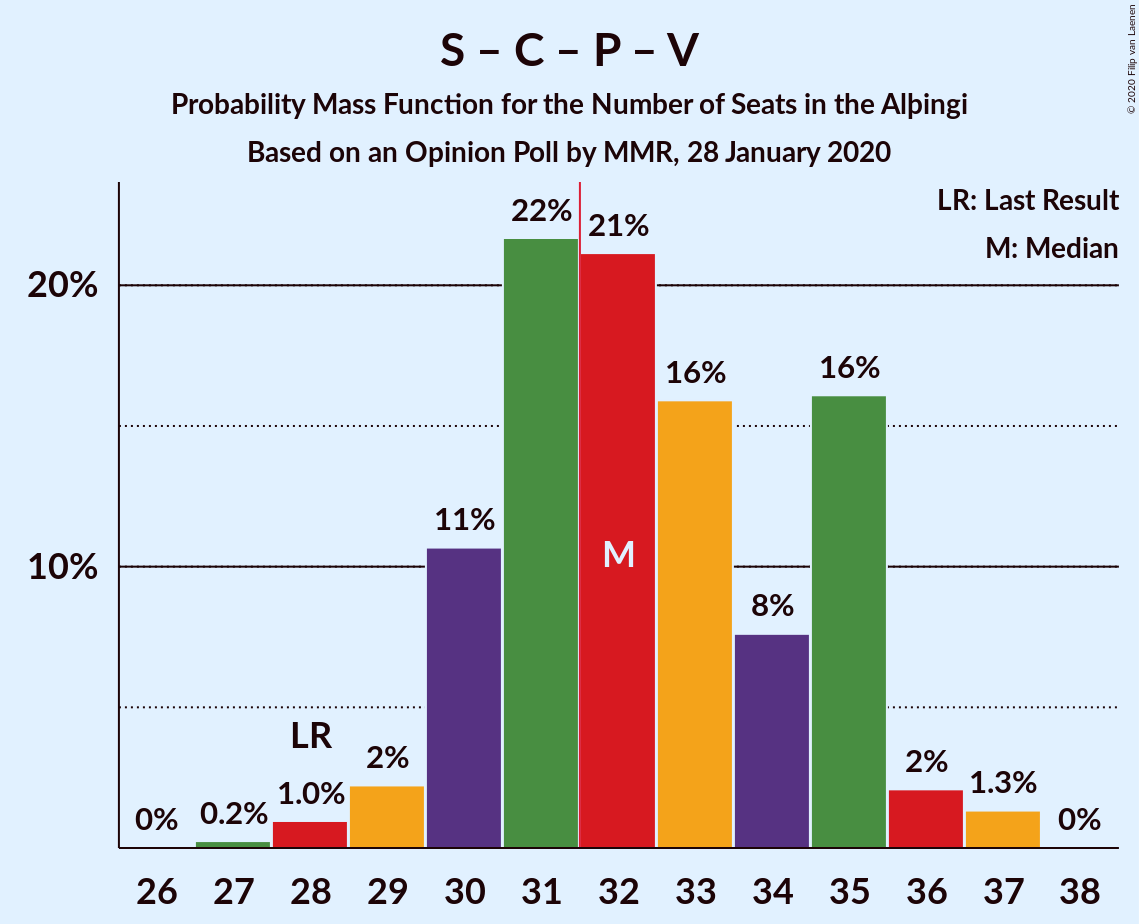 S – C – P – V
Probability Mass Function for the Number of Seats in the Alþingi
Based on an Opinion Poll by MMR, 28 January 2020
© 2020 Filip van Laenen
LR: Last Result
M: Median
20%
10%
0%
0.2%
LR
1.0%
2%
11%
22%
21%
M
16%
8%
16%
2%
1.3%
0%
26 27 28 29 30 31 32 33 34 35 36 37 38